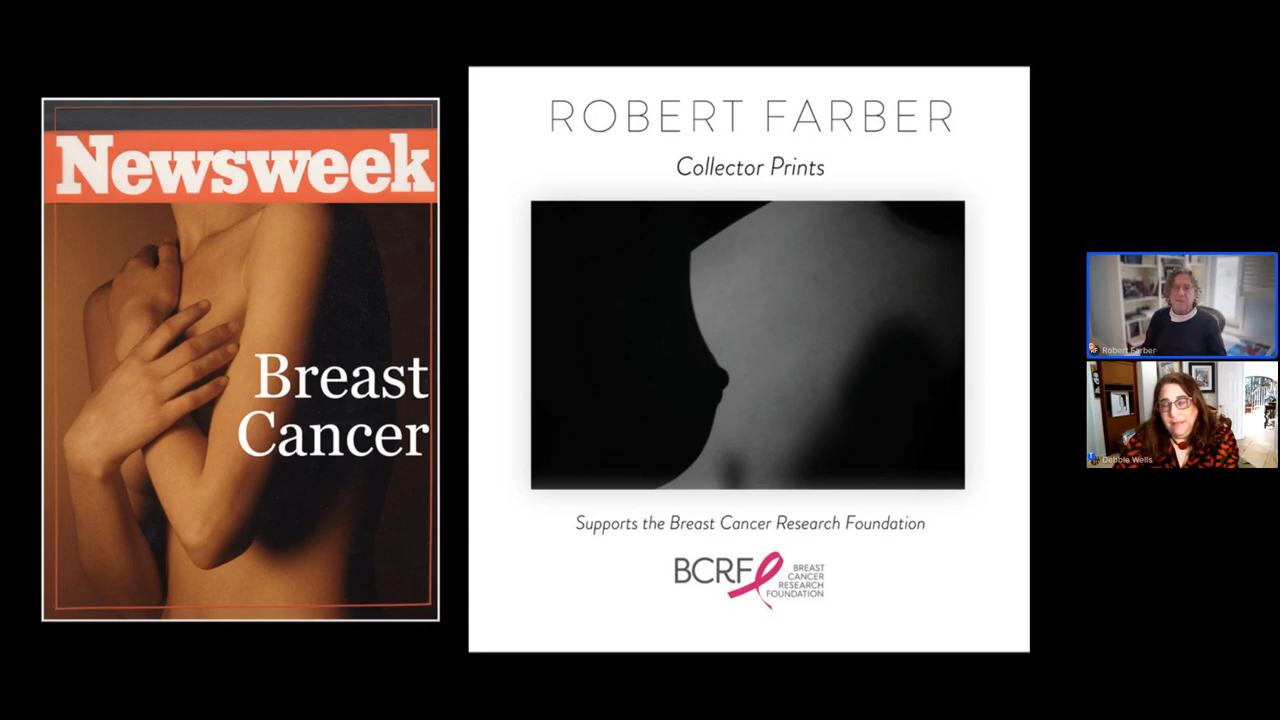 Newsweek
Breast
Cancer
ROBERT FARBER
Collector Prints
Supports the Breast Cancer Research Foundation
BCRF
BREAST
CANCER
RESEARCH
FOUNDATION
Robert Farber
Debbie Wells